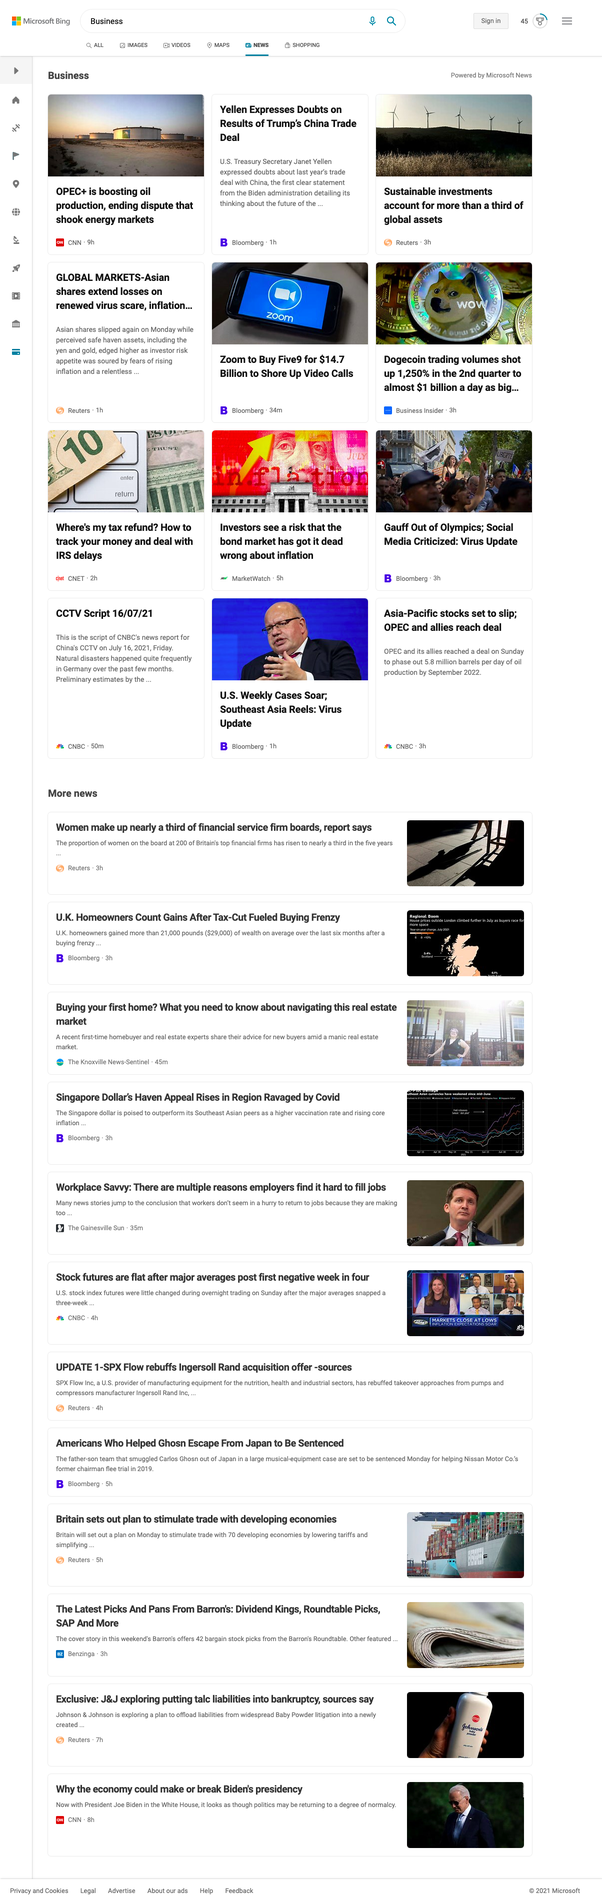 Microsoft Bing
Business
Sign in
45
ALL
IMAGES
VIDEOS
MAPS
NEWS
SHOPPING
Business
Powered by Microsoft News
OPEC+ is boosting oil
production, ending dispute that
shook energy markets
CNN · 9h
Yellen Expresses Doubts on
Results of Trump's China Trade
Deal
U.S. Treasury Secretary Janet Yellen
expressed doubts about last year's trade
deal with China, the first clear statement
from the Biden administration detailing its
thinking about the future of the ...
Bloomberg · 1h
Sustainable investments
account for more than a third of
global assets
Reuters · 3h
GLOBAL MARKETS-Asian
shares extend losses on
renewed virus scare, inflation...
Asian shares slipped again on Monday while
perceived safe haven assets, including the
yen and gold, edged higher as investor risk
appetite was soured by fears of rising
inflation and a relentless ...
Reuters · 1h
zoom
Zoom to Buy Five9 for $14.7
Billion to Shore Up Video Calls
Bloomberg · 34m
WOW
Dogecoin trading volumes shot
up 1,250% in the 2nd quarter to
almost $1 billion a day as big...
Business Insider · 3h
10
enter
return
Where's my tax refund? How to
track your money and deal with
IRS delays
CNET · 2h
inflation
Investors see a risk that the
bond market has got it dead
wrong about inflation
MarketWatch · 5h
Gauff Out of Olympics; Social
Media Criticized: Virus Update
Bloomberg · 3h
CCTV Script 16/07/21
This is the script of CNBC's news report for
China's CCTV on July 16, 2021, Friday.
Natural disasters happened quite frequently
in Germany over the past few months.
Preliminary estimates by the ...
CNBC · 50m
U.S. Weekly Cases Soar;
Southeast Asia Reels: Virus
Update
Bloomberg · 1h
Asia-Pacific stocks set to slip;
OPEC and allies reach deal
OPEC and its allies reached a deal on Sunday
to phase out 5.8 million barrels per day of oil
production by September 2022.
CNBC · 3h
More news
Women make up nearly a third of financial service firm boards, report says
The proportion of women on the board at 200 of Britain's top financial firms has risen to nearly a third in the five years
...
Reuters · 3h
U.K. Homeowners Count Gains After Tax-Cut Fueled Buying Frenzy
U.K. homeowners gained more than 21,000 pounds ($29,000) of wealth on average over the last six months after a
buying frenzy ...
Bloomberg · 3h
Regional Boom
Buying your first home? What you need to know about navigating this real estate
market
A recent first-time homebuyer and real estate experts share their advice for new buyers amid a manic real estate
market.
The Knoxville News-Sentinel · 45m
Singapore Dollar's Haven Appeal Rises in Region Ravaged by Covid
The Singapore dollar is poised to outperform its Southeast Asian peers as a higher vaccination rate and rising core
inflation ...
Bloomberg · 3h
Workplace Savvy: There are multiple reasons employers find it hard to fill jobs
Many news stories jump to the conclusion that workers don't seem in a hurry to return to jobs because they are making
too ...
The Gainesville Sun · 35m
Stock futures are flat after major averages post first negative week in four
U.S. stock index futures were little changed during overnight trading on Sunday after the major averages snapped a
three-week ...
CNBC · 4h
MARKETS CLOSE AT LOWS
INFLATION EXPECTATIONS SOAR
UPDATE 1-SPX Flow rebuffs Ingersoll Rand acquisition offer -sources
SPX Flow Inc, a U.S. provider of manufacturing equipment for the nutrition, health and industrial sectors, has rebuffed takeover approaches from pumps and
compressors manufacturer Ingersoll Rand Inc, ...
Reuters · 4h
Americans Who Helped Ghosn Escape From Japan to Be Sentenced
The father-son team that smuggled Carlos Ghosn out of Japan in a large musical-equipment case are set to be sentenced Monday for helping Nissan Motor Co.'s
former chairman flee trial in 2019.
Bloomberg · 5h
Britain sets out plan to stimulate trade with developing economies
Britain will set out a plan on Monday to stimulate trade with 70 developing economies by lowering tariffs and
simplifying ...
Reuters · 5h
The Latest Picks And Pans From Barron's: Dividend Kings, Roundtable Picks,
SAP And More
The cover story in this weekend's Barron's offers 42 bargain stock picks from the Barron's Roundtable. Other featured ...
Benzinga · 3h
Exclusive: J&J exploring putting talc liabilities into bankruptcy, sources say
Johnson & Johnson is exploring a plan to offload liabilities from widespread Baby Powder litigation into a newly
created ...
Reuters · 7h
Johnson's
Why the economy could make or break Biden's presidency
Now with President Joe Biden in the White House, it looks as though politics may be returning to a degree of normalcy.
CNN · 8h
Privacy and Cookies
Legal
Advertise
About our ads
Help
Feedback
© 2021 Microsoft